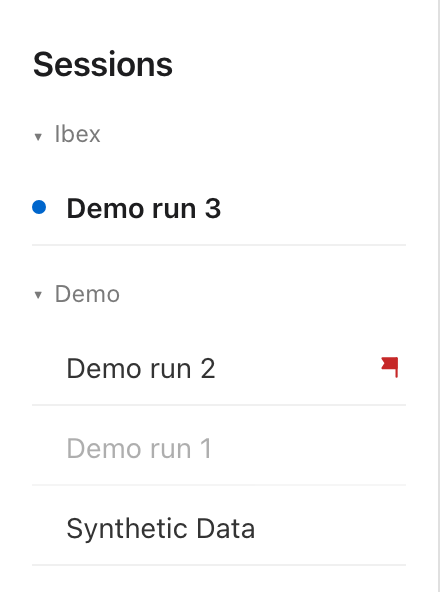 Sessions
Ibex
Demo run 3
Demo
Demo run 2
Demo run 1
Synthetic Data